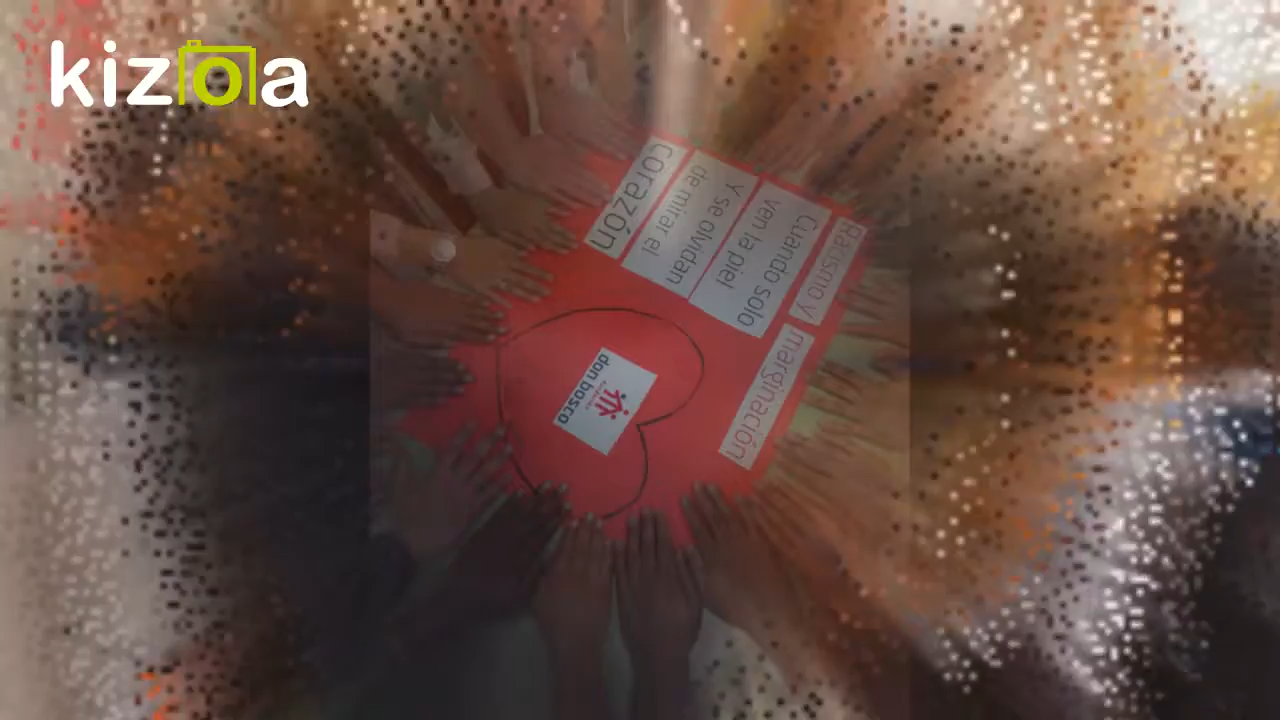 kizoa
Racismo y
marginación
Cuando solo
ven la piel
Y se olvidan
de mirar el
corazón
don bosco